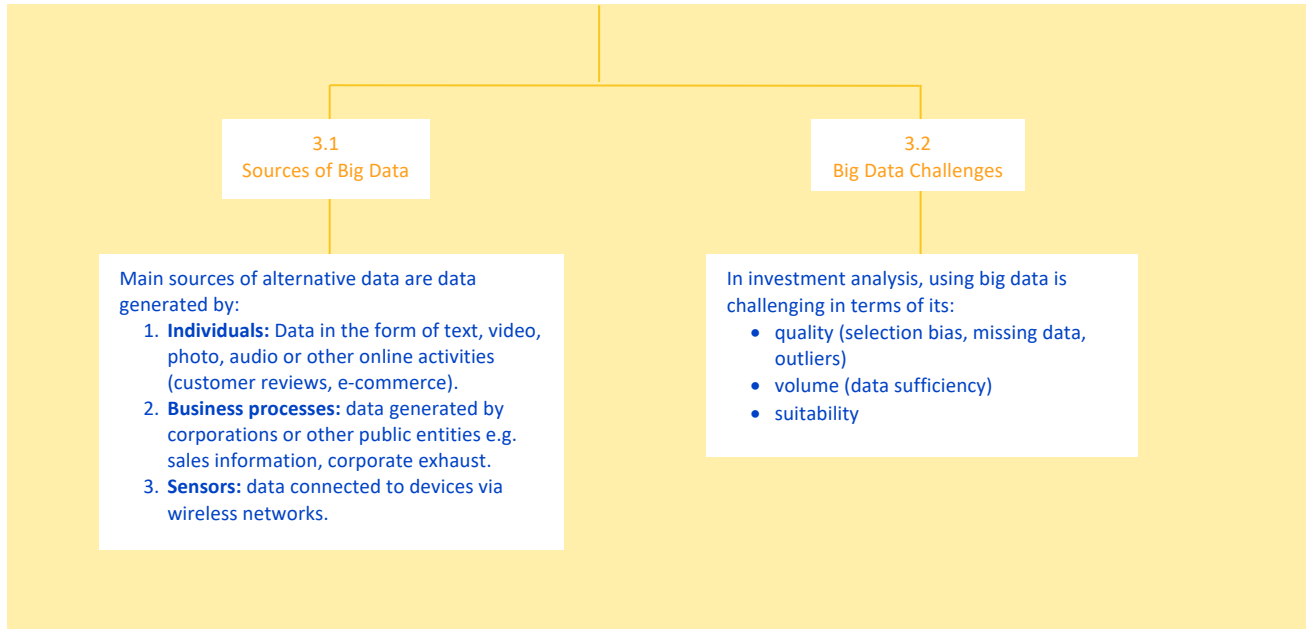 3.1
Sources of Big Data
3.2
Big Data Challenges
Main sources of alternative data are data
generated by:
1. Individuals: Data in the form of text, video,
photo, audio or other online activities
(customer reviews, e-commerce).
2. Business processes: data generated by
corporations or other public entities e.g.
sales information, corporate exhaust.
3. Sensors: data connected to devices via
wireless networks.
In investment analysis, using big data is
challenging in terms of its:
• quality (selection bias, missing data,
outliers)
• volume (data sufficiency)
• suitability